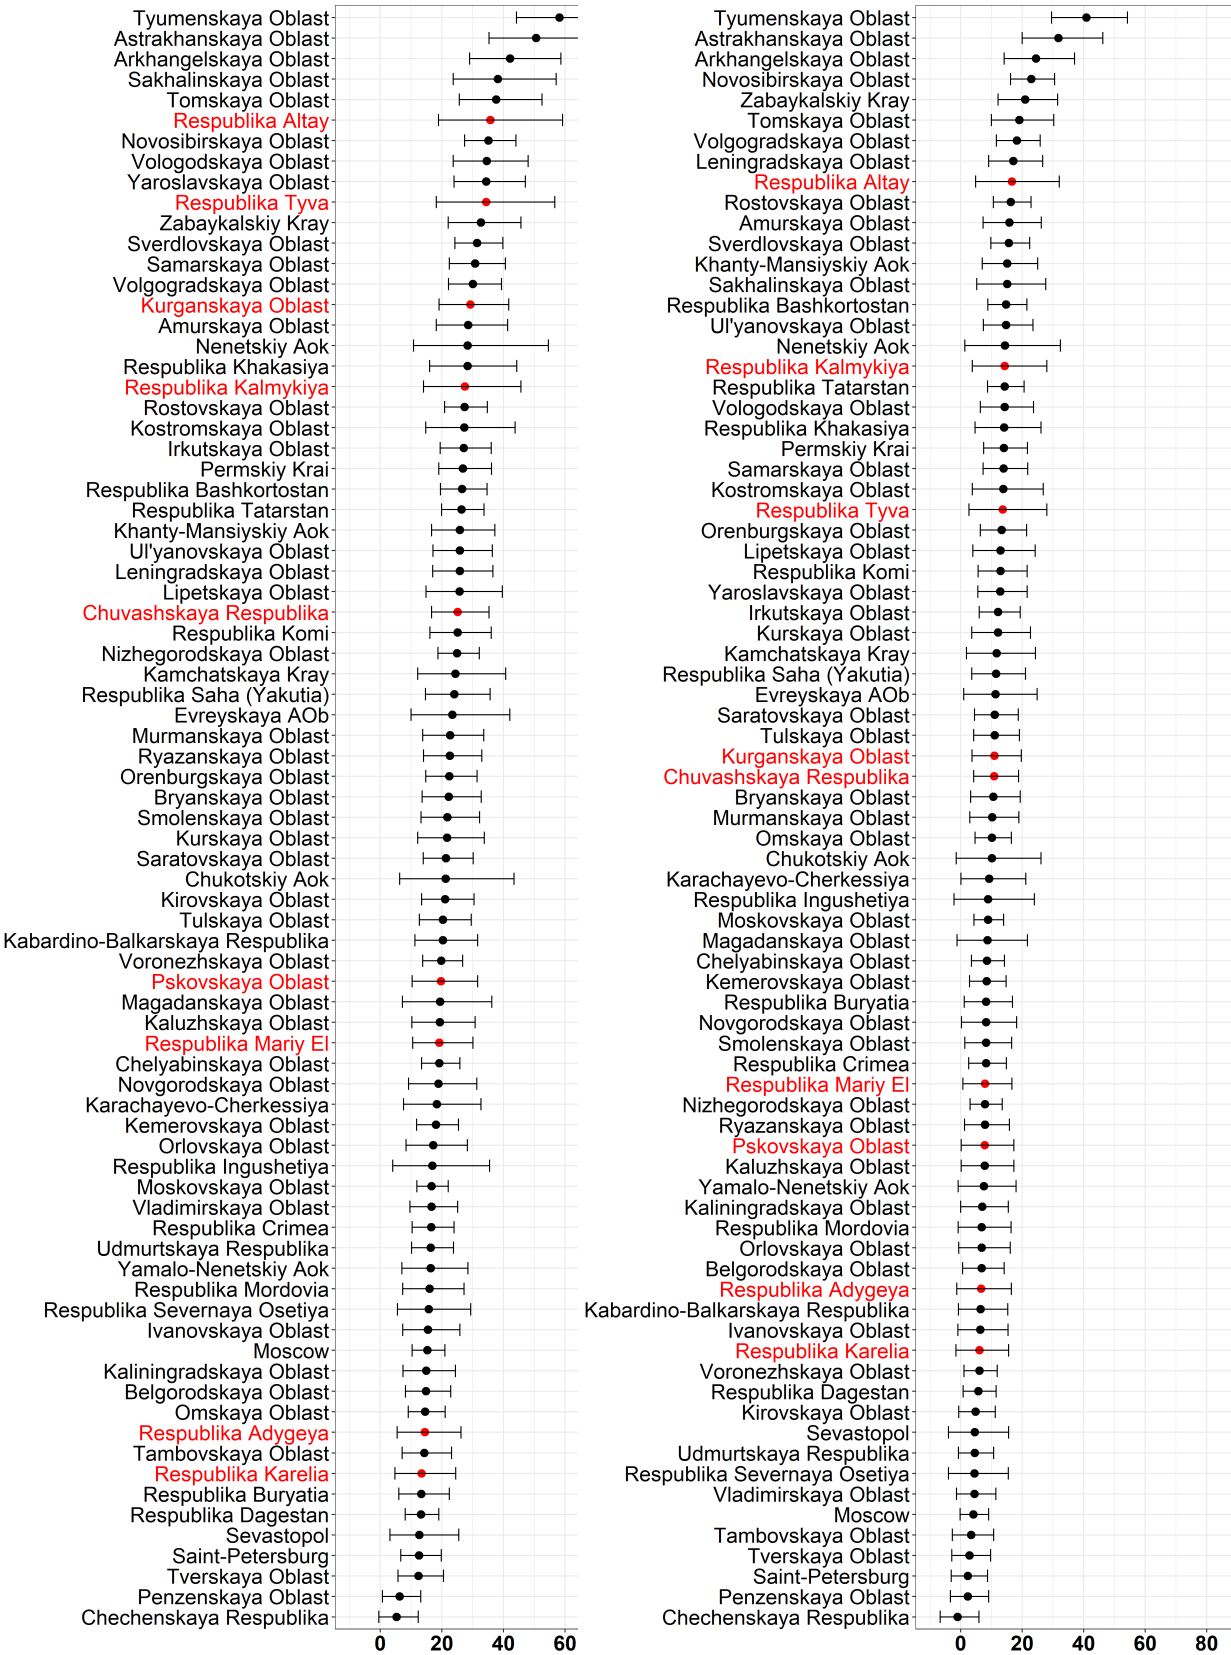 Tyumenskaya Oblast
Astrakhanskaya Oblast
Arkhangelskaya Oblast
Sakhalinskaya Oblast
Tomskaya Oblast
Respublika Altay
Novosibirskaya Oblast
Vologodskaya Oblast
Yaroslavskaya Oblast
Respublika Tyva
Zabaykalskiy Kray
Sverdlovskaya Oblast
Samarskaya Oblast
Volgogradskaya Oblast
Kurganskaya Oblast
Amurskaya Oblast
Nenetskiy Aok
Respublika Khakasiya
Respublika Kalmykiya
Rostovskaya Oblast
Kostromskaya Oblast
Irkutskaya Oblast
Permskiy Krai
Respublika Bashkortostan
Respublika Tatarstan
Khanty-Mansiyskiy Aok
Ul'yanovskaya Oblast
Leningradskaya Oblast
Lipetskaya Oblast
Chuvashskaya Respublika
Respublika Komi
Nizhegorodskaya Oblast
Kamchatskaya Kray
Respublika Saha (Yakutia)
Evreyskaya AOb
Murmanskaya Oblast
Ryazanskaya Oblast
Orenburgskaya Oblast
Bryanskaya Oblast
Smolenskaya Oblast
Kurskaya Oblast
Saratovskaya Oblast
Chukotskiy Aok
Kirovskaya Oblast
Tulskaya Oblast
Kabardino-Balkarskaya Respublika
Voronezhskaya Oblast
Pskovskaya Oblast
Magadanskaya Oblast
Kaluzhskaya Oblast
Respublika Mariy El
Chelyabinskaya Oblast
Novgorodskaya Oblast
Karachayevo-Cherkessiya
Kemerovskaya Oblast
Orlovskaya Oblast
Respublika Ingushetiya
Moskovskaya Oblast
Vladimirskaya Oblast
Respublika Crimea
Udmurtskaya Respublika
Yamalo-Nenetskiy Aok
Respublika Mordovia
Respublika Severnaya Osetiya
Ivanovskaya Oblast
Moscow
Kaliningradskaya Oblast
Belgorodskaya Oblast
Omskaya Oblast
Respublika Adygeya
Tambovskaya Oblast
Respublika Karelia
Respublika Buryatia
Respublika Dagestan
Sevastopol
Saint-Petersburg
Tverskaya Oblast
Penzenskaya Oblast
Chechenskaya Respublika
0 20 40 60
Tyumenskaya Oblast
Astrakhanskaya Oblast
Arkhangelskaya Oblast
Novosibirskaya Oblast
Zabaykalskiy Kray
Tomskaya Oblast
Volgogradskaya Oblast
Leningradskaya Oblast
Respublika Altay
Rostovskaya Oblast
Amurskaya Oblast
Sverdlovskaya Oblast
Khanty-Mansiyskiy Aok
Sakhalinskaya Oblast
Respublika Bashkortostan
Ul'yanovskaya Oblast
Nenetskiy Aok
Respublika Kalmykiya
Respublika Tatarstan
Vologodskaya Oblast
Respublika Khakasiya
Permskiy Krai
Samarskaya Oblast
Kostromskaya Oblast
Respublika Tyva
Orenburgskaya Oblast
Lipetskaya Oblast
Respublika Komi
Yaroslavskaya Oblast
Irkutskaya Oblast
Kurskaya Oblast
Kamchatskaya Kray
Respublika Saha (Yakutia)
Evreyskaya AOb
Saratovskaya Oblast
Tulskaya Oblast
Kurganskaya Oblast
Chuvashskaya Respublika
Bryanskaya Oblast
Murmanskaya Oblast
Omskaya Oblast
Chukotskiy Aok
Karachayevo-Cherkessiya
Respublika Ingushetiya
Moskovskaya Oblast
Magadanskaya Oblast
Chelyabinskaya Oblast
Kemerovskaya Oblast
Respublika Buryatia
Novgorodskaya Oblast
Smolenskaya Oblast
Respublika Crimea
Respublika Mariy El
Nizhegorodskaya Oblast
Ryazanskaya Oblast
Pskovskaya Oblast
Kaluzhskaya Oblast
Yamalo-Nenetskiy Aok
Kaliningradskaya Oblast
Respublika Mordovia
Orlovskaya Oblast
Belgorodskaya Oblast
Respublika Adygeya
Kabardino-Balkarskaya Respublika
Ivanovskaya Oblast
Respublika Karelia
Voronezhskaya Oblast
Respublika Dagestan
Kirovskaya Oblast
Sevastopol
Udmurtskaya Respublika
Respublika Severnaya Osetiya
Vladimirskaya Oblast
Moscow
Tambovskaya Oblast
Tverskaya Oblast
Saint-Petersburg
Penzenskaya Oblast
Chechenskaya Respublika
0 20 40 60 80